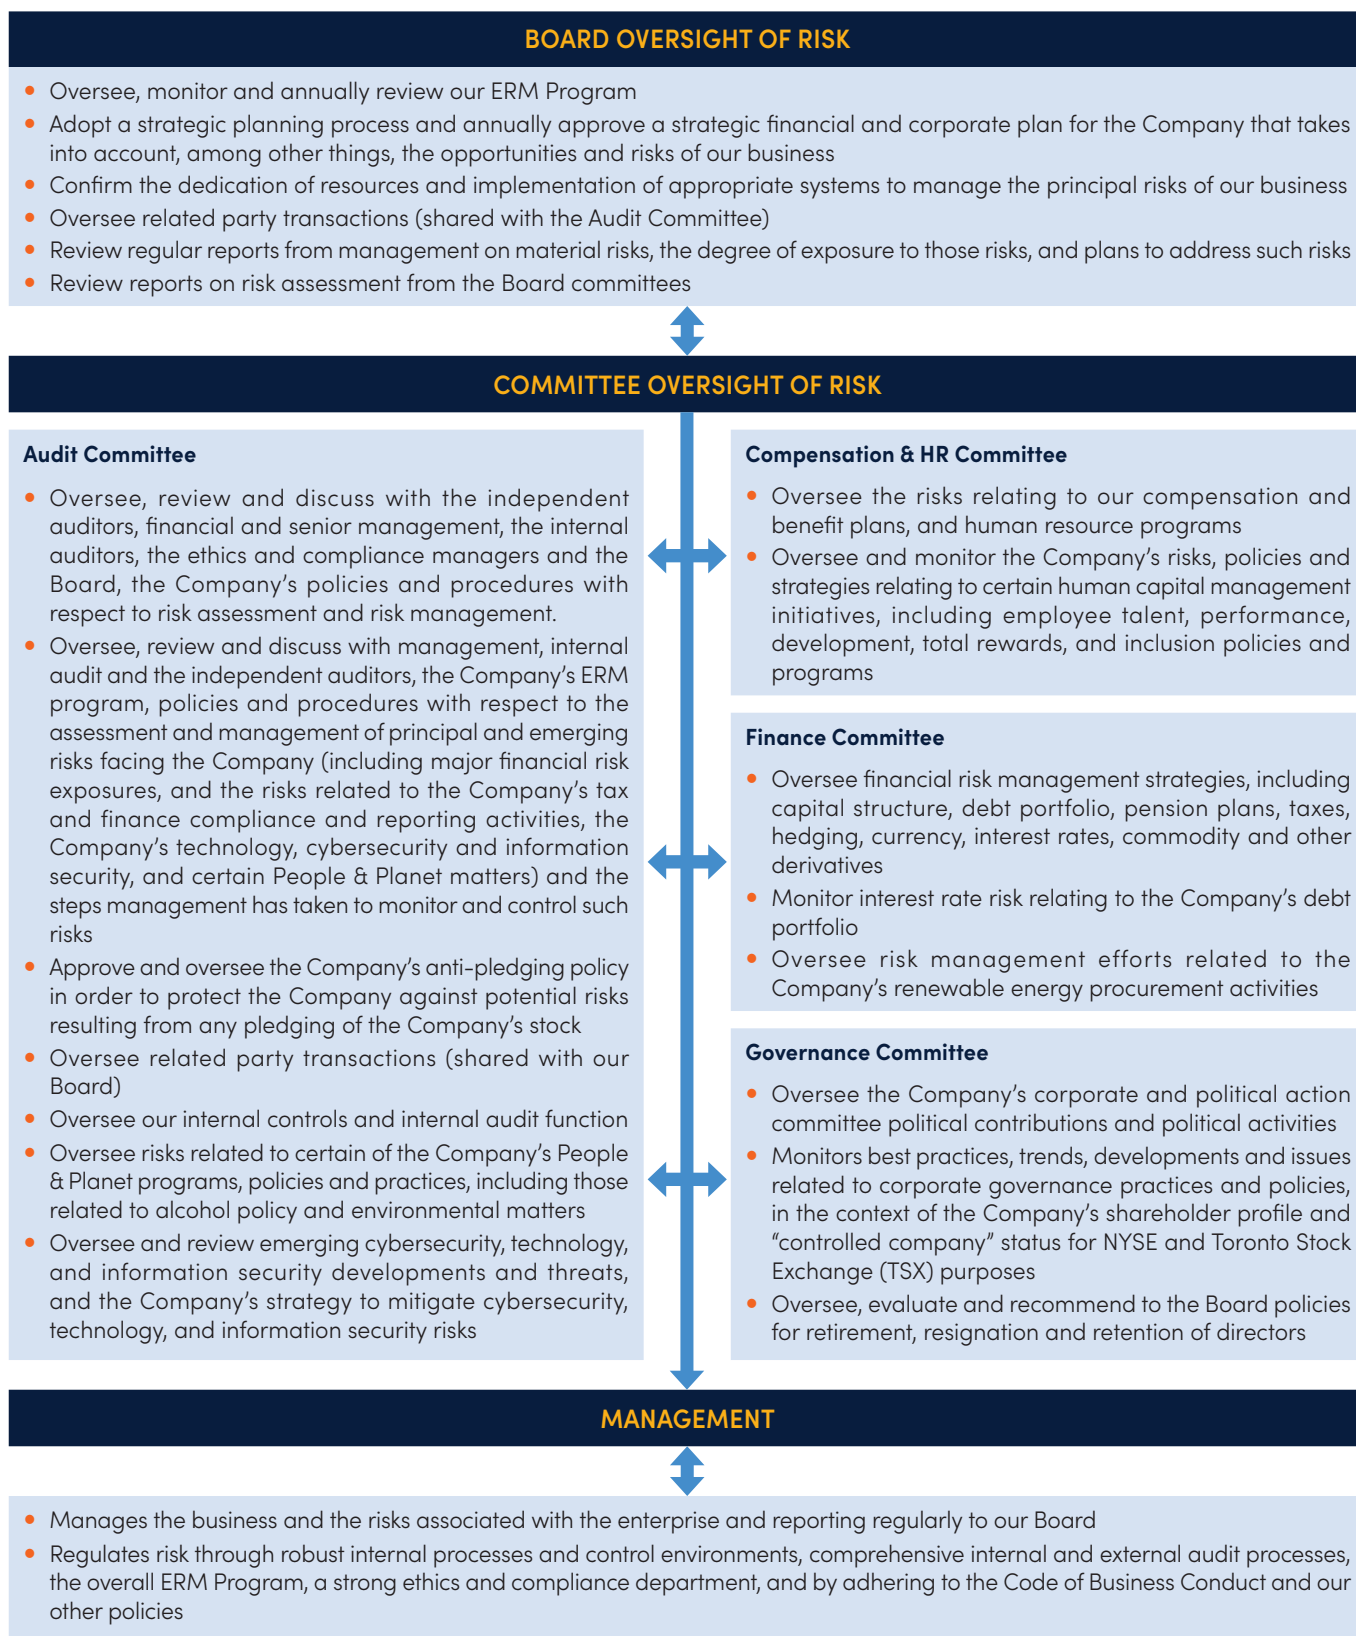 BOARD OVERSIGHT OF RISK
• Oversee, monitor and annually review our ERM Program
• Adopt a strategic planning process and annually approve a strategic financial and corporate plan for the Company that takes
into account, among other things, the opportunities and risks of our business
• Confirm the dedication of resources and implementation of appropriate systems to manage the principal risks of our business
• Oversee related party transactions (shared with the Audit Committee)
• Review regular reports from management on material risks, the degree of exposure to those risks, and plans to address such risks
• Review reports on risk assessment from the Board committees
COMMITTEE OVERSIGHT OF RISK
Audit Committee
• Oversee, review and discuss with the independent
auditors, financial and senior management, the internal
auditors, the ethics and compliance managers and the
Board, the Company’s policies and procedures with
respect to risk assessment and risk management.
• Oversee, review and discuss with management, internal
audit and the independent auditors, the Company’s ERM
program, policies and procedures with respect to the
assessment and management of principal and emerging
risks facing the Company (including major financial risk
exposures, and the risks related to the Company’s tax
and finance compliance and reporting activities, the
Company’s technology, cybersecurity and information
security, and certain People & Planet matters) and the
steps management has taken to monitor and control such
risks
• Approve and oversee the Company’s anti-pledging policy
in order to protect the Company against potential risks
resulting from any pledging of the Company’s stock
• Oversee related party transactions (shared with our
Board)
• Oversee our internal controls and internal audit function
• Oversee risks related to certain of the Company’s People
& Planet programs, policies and practices, including those
related to alcohol policy and environmental matters
• Oversee and review emerging cybersecurity, technology,
and information security developments and threats,
and the Company’s strategy to mitigate cybersecurity,
technology, and information security risks
Compensation & HR Committee
• Oversee the risks relating to our compensation and
benefit plans, and human resource programs
• Oversee and monitor the Company’s risks, policies and
strategies relating to certain human capital management
initiatives, including employee talent, performance,
development, total rewards, and inclusion policies and
programs
Finance Committee
• Oversee financial risk management strategies, including
capital structure, debt portfolio, pension plans, taxes,
hedging, currency, interest rates, commodity and other
derivatives
• Monitor interest rate risk relating to the Company’s debt
portfolio
• Oversee risk management efforts related to the
Company’s renewable energy procurement activities
Governance Committee
• Oversee the Company’s corporate and political action
committee political contributions and political activities
• Monitors best practices, trends, developments and issues
related to corporate governance practices and policies,
in the context of the Company’s shareholder profile and
“controlled company” status for NYSE and Toronto Stock
Exchange (TSX) purposes
• Oversee, evaluate and recommend to the Board policies
for retirement, resignation and retention of directors
MANAGEMENT
• Manages the business and the risks associated with the enterprise and reporting regularly to our Board
• Regulates risk through robust internal processes and control environments, comprehensive internal and external audit processes,
the overall ERM Program, a strong ethics and compliance department, and by adhering to the Code of Business Conduct and our
other policies